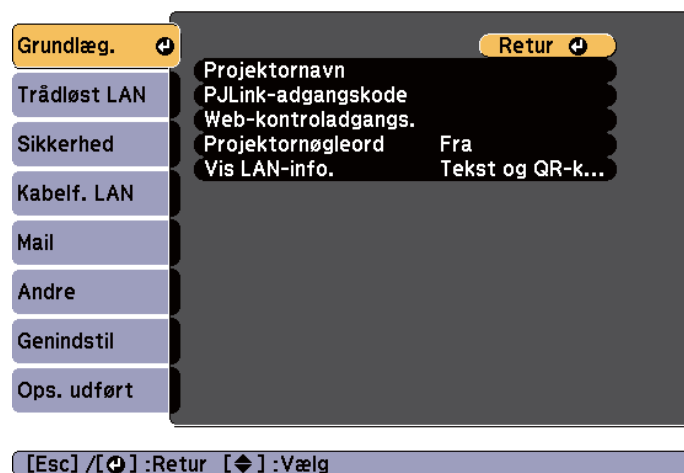 Grundlæg.
Trådløst LAN
Sikkerhed
Kabelf. LAN
Mail
Andre
Genindstil
Ops. udført
Retur
Projektornavn
PJLink-adgangskode
Web-kontroladgangs.
Projektornøgleord Fra
Vis LAN-info. Tekst og QR-k...
[Esc] /[ ] :Retur [ ] :Vælg